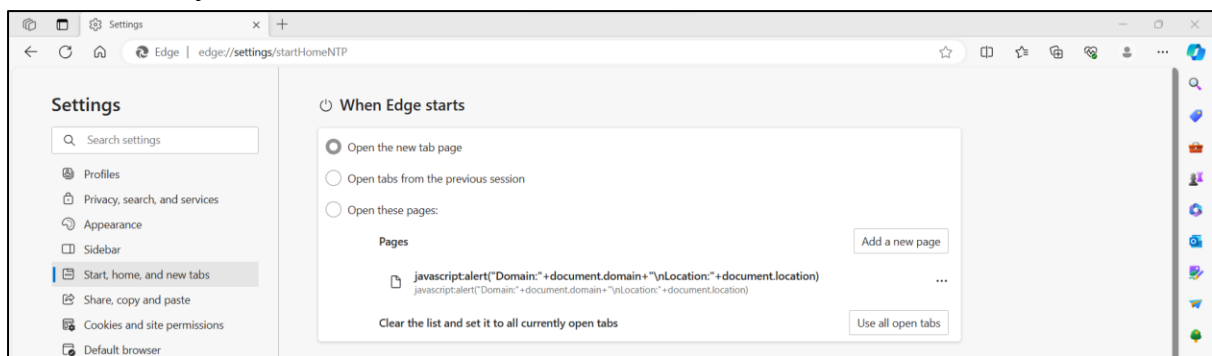 Settings
Edge | edge://settings/startHomeNTP
Settings
When Edge starts
Search settings
Open the new tab page
Profiles
Open tabs from the previous session
Privacy, search, and services
Open these pages:
Appearance
Pages
Add a new page
Sidebar
Start, home, and new tabs
javascript:alert("Domain:"+document.domain+"\nLocation:"+document.location)
javascript:alert("Domain:"+document.domain+"\nLocation:"+document.location)
Share, copy and paste
Cookies and site permissions
Clear the list and set it to all currently open tabs
Use all open tabs
Default browser